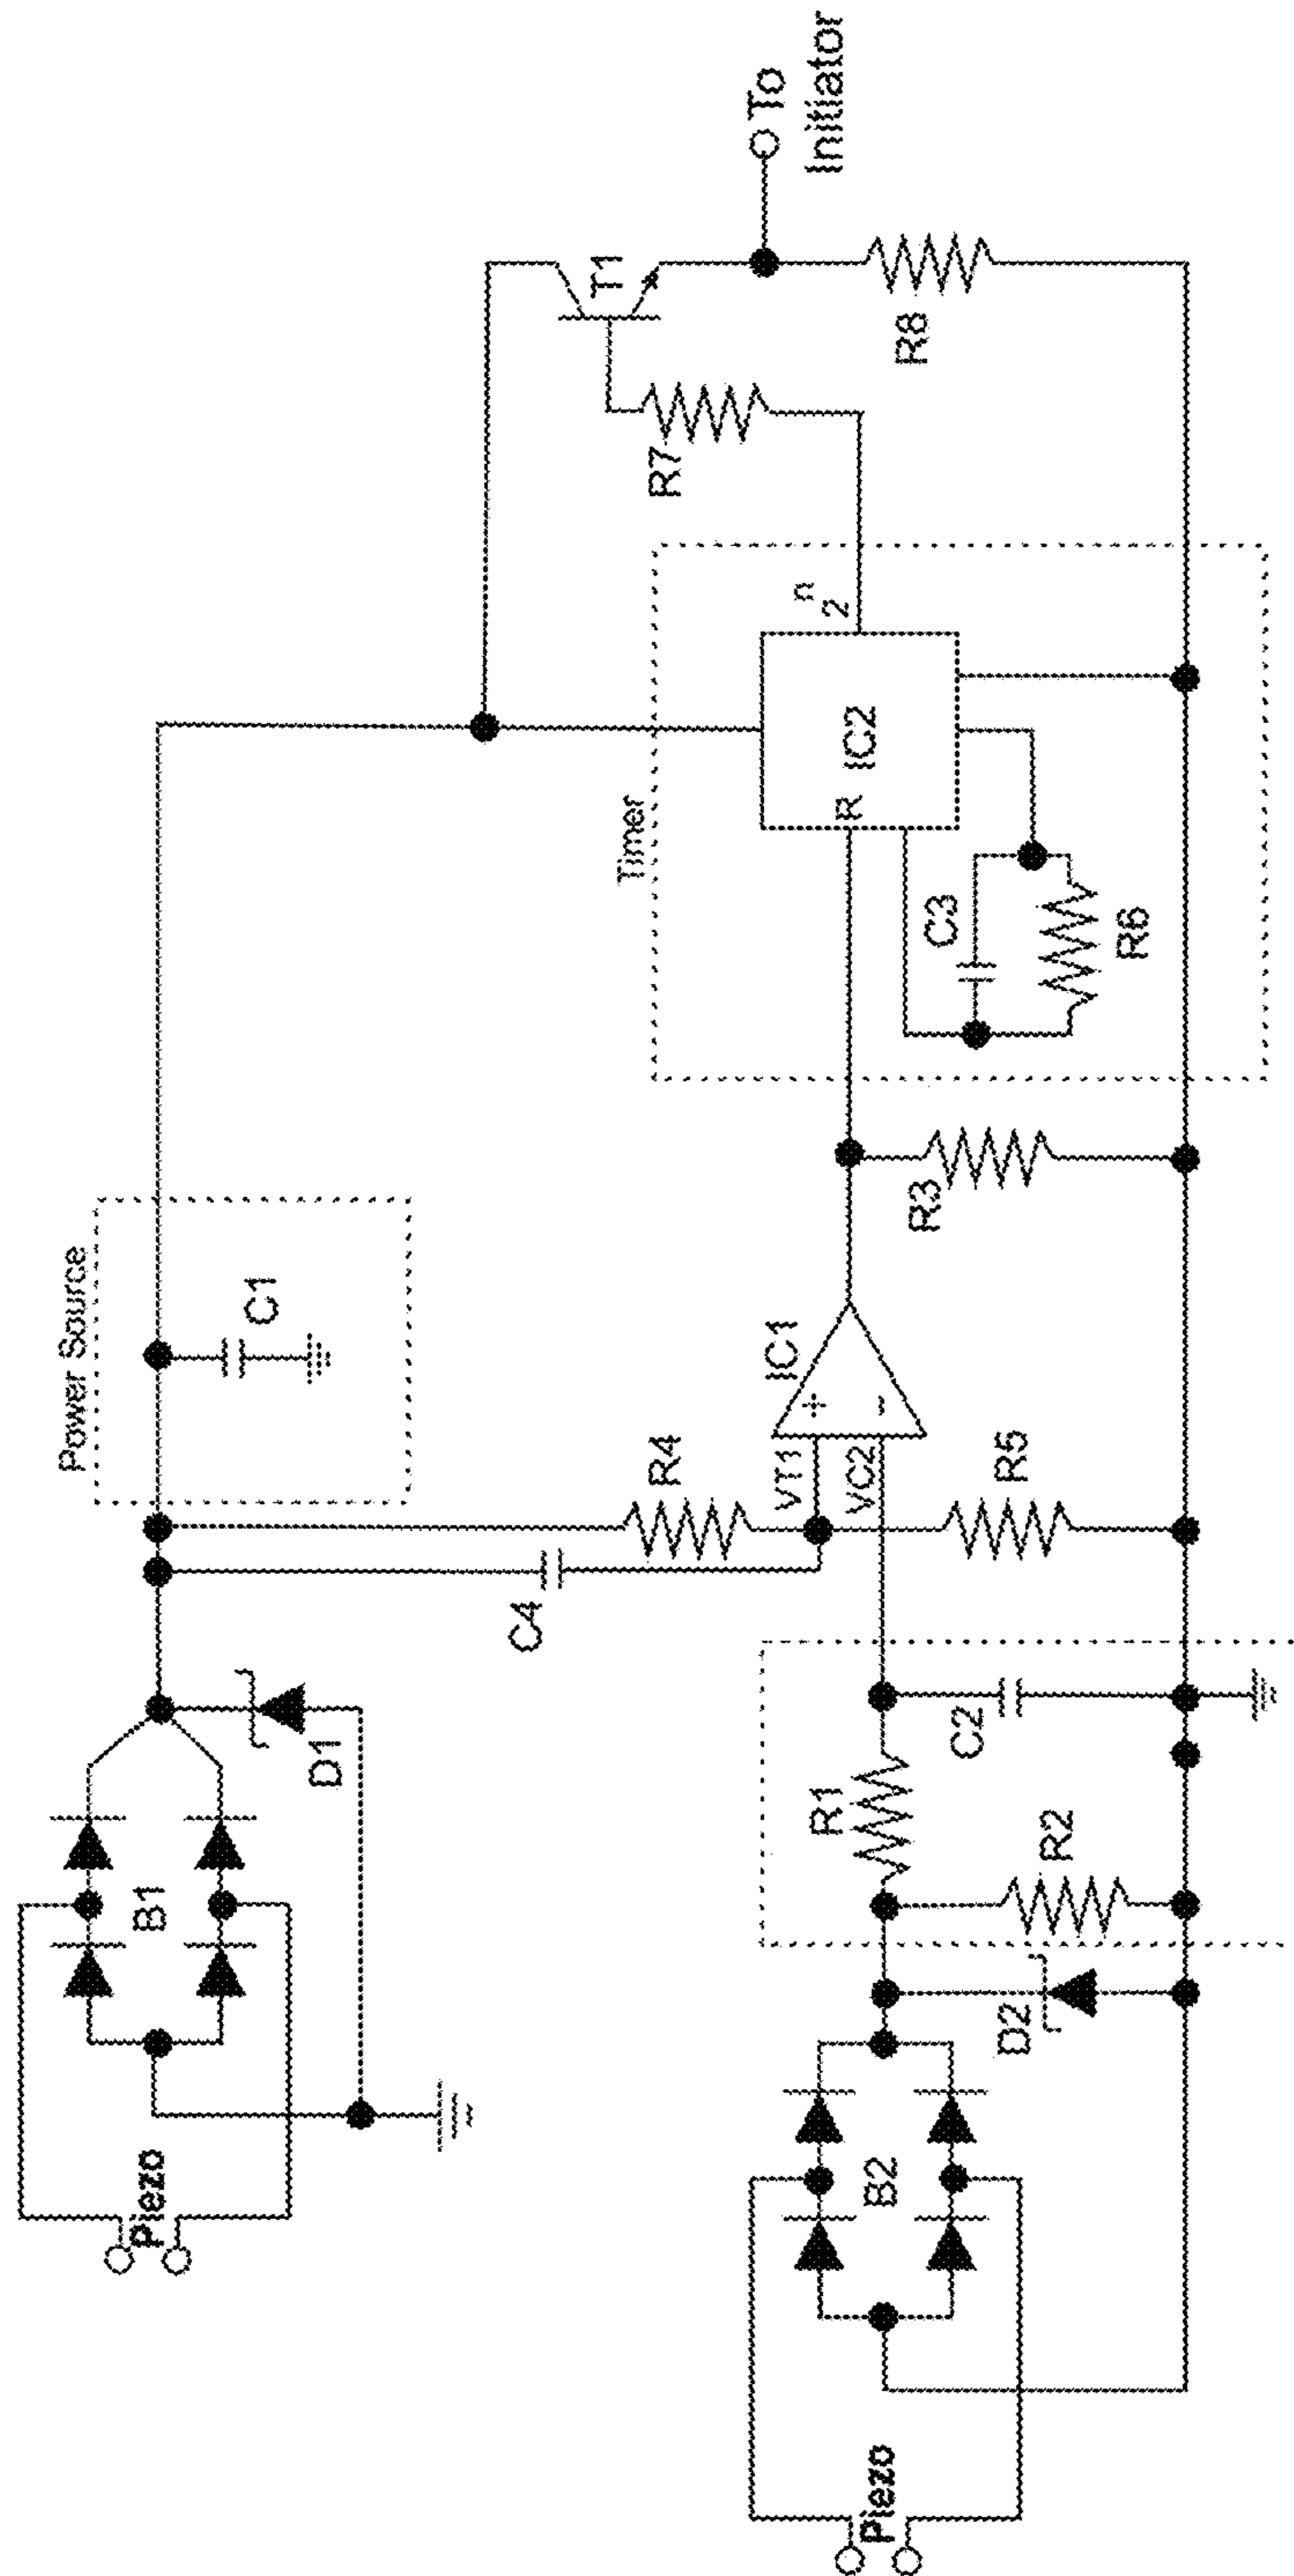 Power Source
Piezo
B1
D1
C1
C4
R4
Timer
T1
To
Initiator
R7
n
2
IC2
R
C3
R6
R8
IC1
+
-
VT1
VC2
R3
R5
R1
C2
R2
D2
B2
Piezo